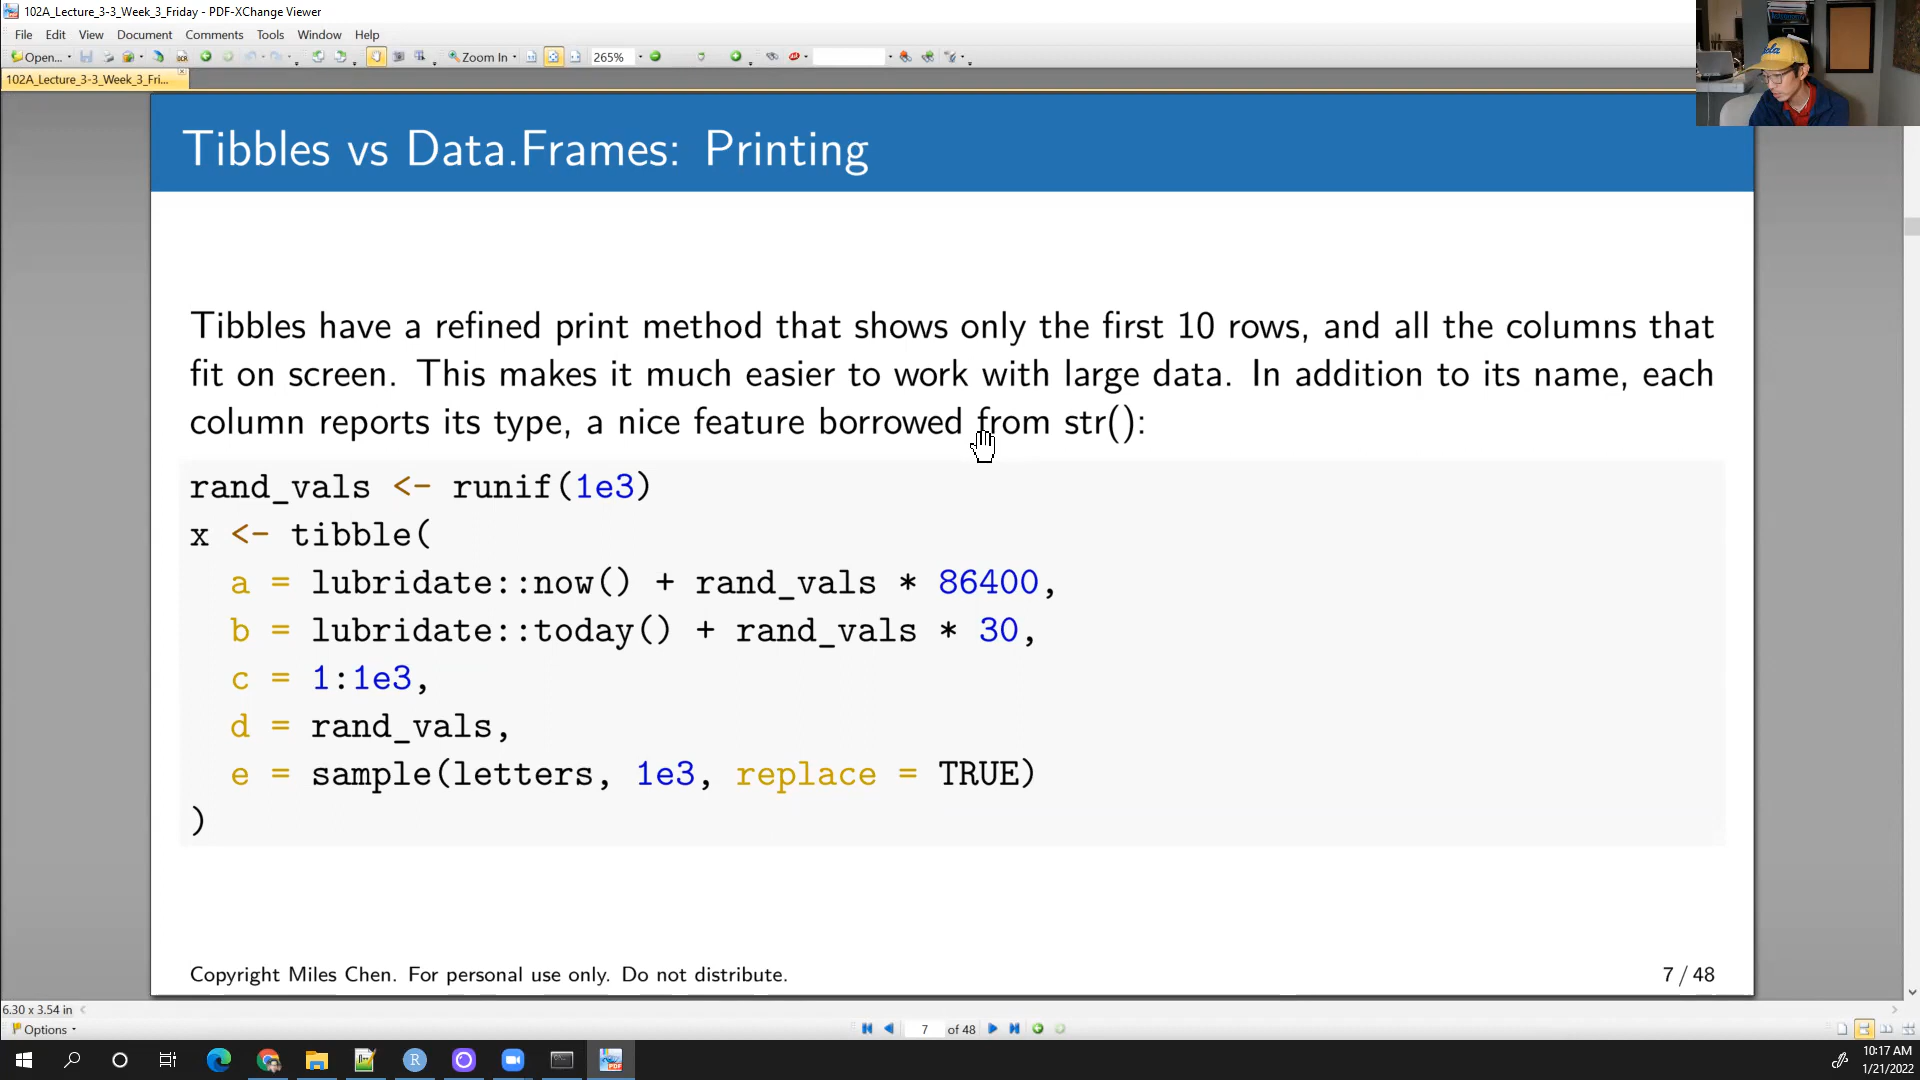 102A_Lecture_3-3_Week_3_Friday - PDF-XChange Viewer
File Edit View Document Comments Tools Window Help
Open... Zoom In 265%
102A_Lecture_3-3_Week_3_Fri...
Tibbles vs Data.Frames: Printing
Tibbles have a refined print method that shows only the first 10 rows, and all the columns that
fit on screen. This makes it much easier to work with large data. In addition to its name, each
column reports its type, a nice feature borrowed from str():
rand_vals <- runif(1e3)
x <- tibble(
a = lubridate::now() + rand_vals * 86400,
b = lubridate::today() + rand_vals * 30,
c = 1:1e3,
d = rand_vals,
e = sample(letters, 1e3, replace = TRUE)
)
Copyright Miles Chen. For personal use only. Do not distribute.
7 / 48
6.30 x 3.54 in
Options
7 of 48
10:17 AM
1/21/2022